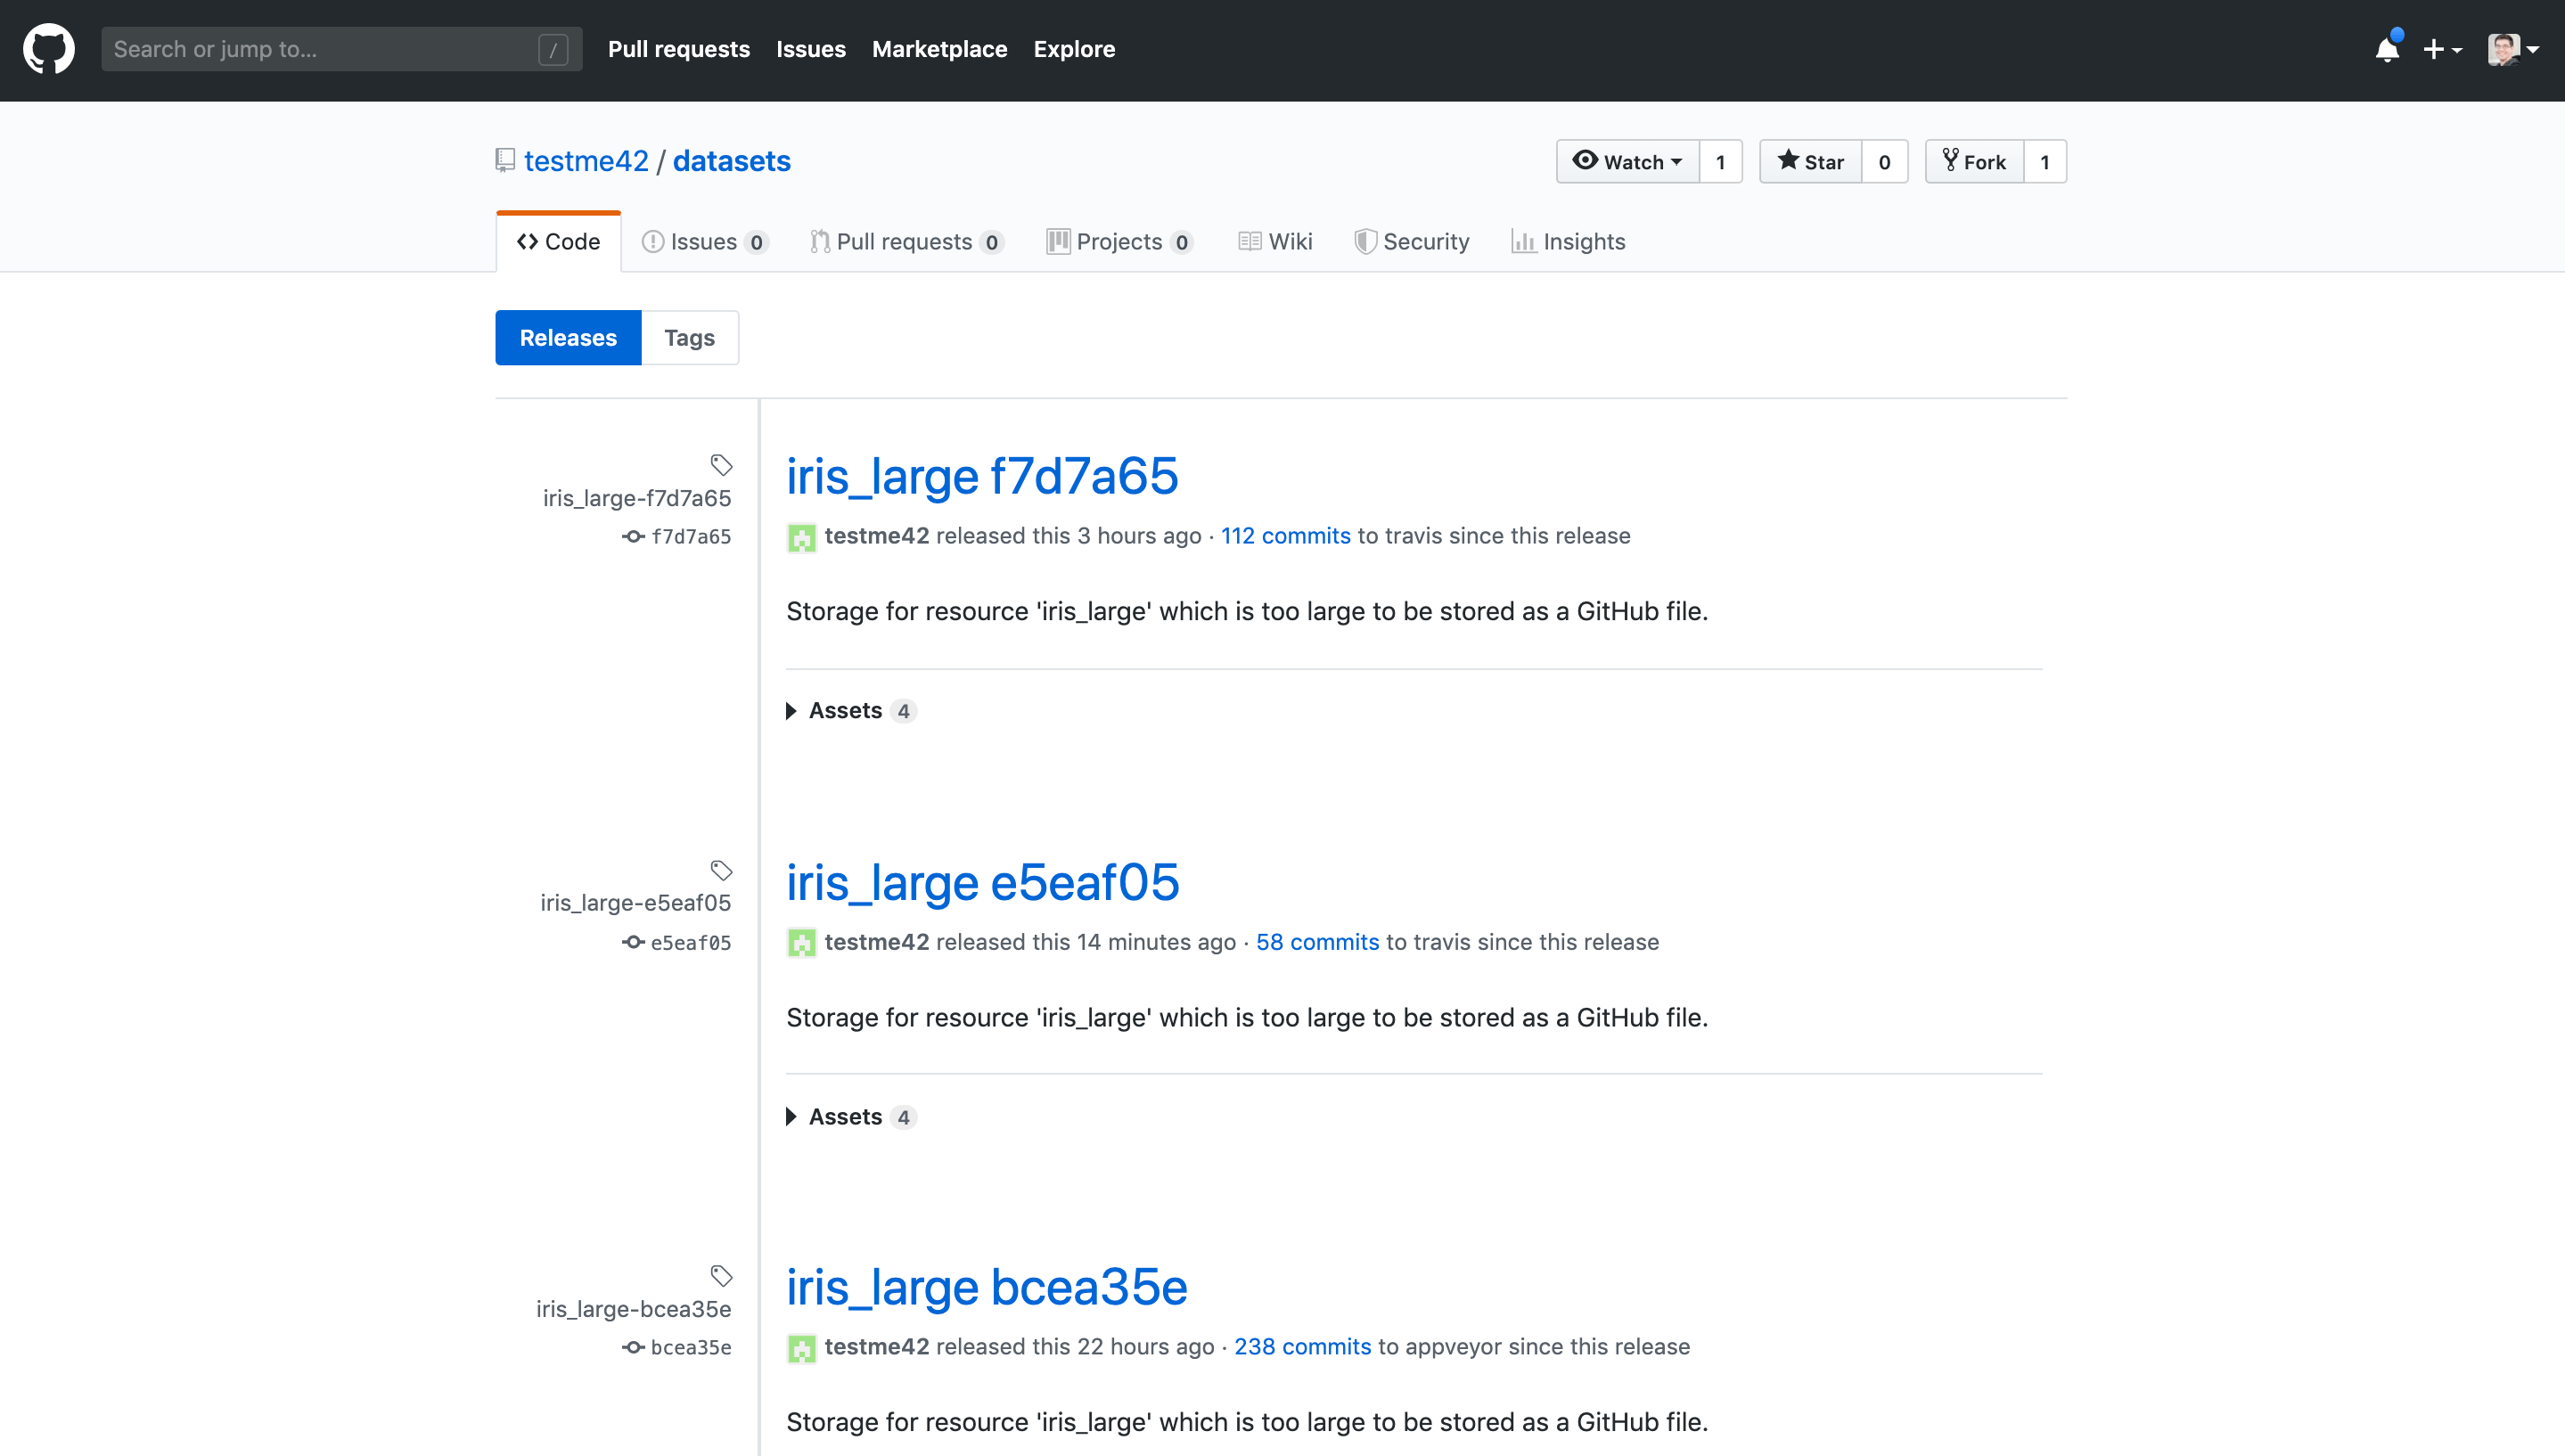 Search or jump to... /
Pull requests Issues Marketplace Explore
testme42 / datasets
Watch 1 Star 0 Fork 1
Code Issues 0 Pull requests 0 Projects 0 Wiki Security Insights
Releases Tags
iris_large-f7d7a65
f7d7a65
iris_large f7d7a65
testme42 released this 3 hours ago · 112 commits to travis since this release
Storage for resource 'iris_large' which is too large to be stored as a GitHub file.
Assets 4
iris_large-e5eaf05
e5eaf05
iris_large e5eaf05
testme42 released this 14 minutes ago · 58 commits to travis since this release
Storage for resource 'iris_large' which is too large to be stored as a GitHub file.
Assets 4
iris_large-bcea35e
bcea35e
iris_large bcea35e
testme42 released this 22 hours ago · 238 commits to appveyor since this release
Storage for resource 'iris_large' which is too large to be stored as a GitHub file.